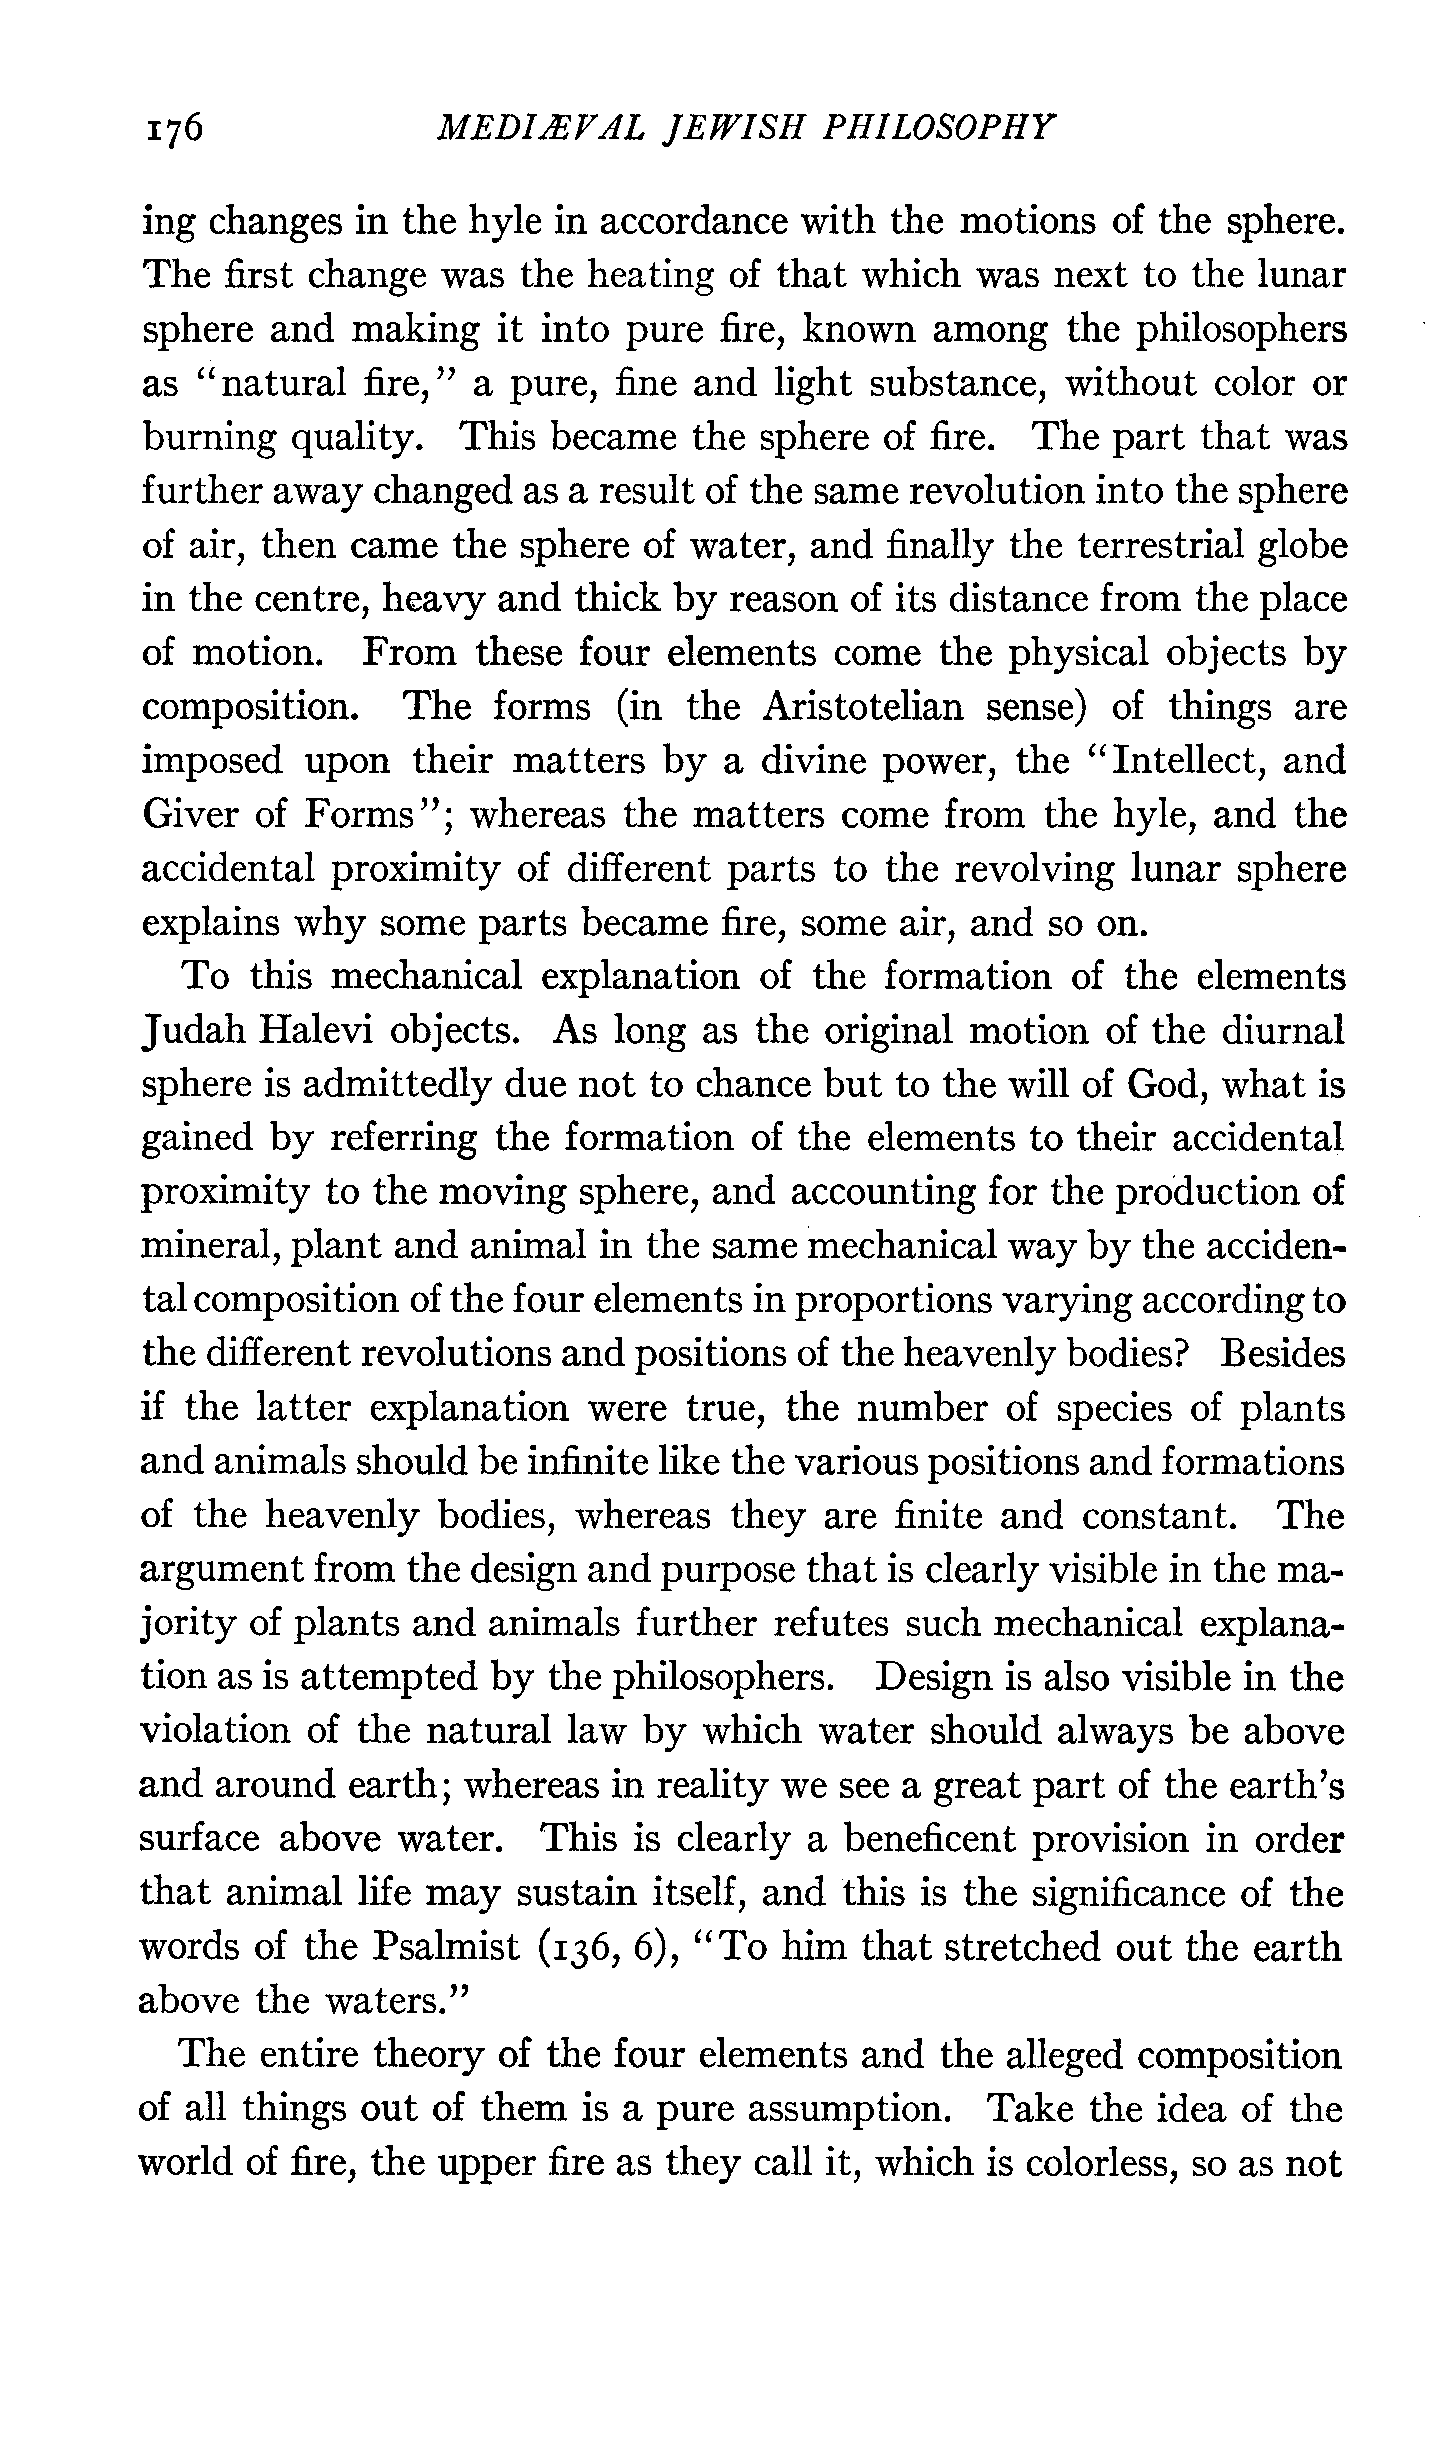 176 MEDIÆVAL JEWISH PHILOSOPHY
ing changes in the hyle in accordance with the motions of the sphere.
The first change was the heating of that which was next to the lunar
sphere and making it into pure fire, known among the philosophers
as "natural fire," a pure, fine and light substance, without color or
burning quality. This became the sphere of fire. The part that was
further away changed as a result of the same revolution into the sphere
of air, then came the sphere of water, and finally the terrestrial globe
in the centre, heavy and thick by reason of its distance from the place
of motion. From these four elements come the physical objects by
composition. The forms (in the Aristotelian sense) of things are
imposed upon their matters by a divine power, the "Intellect, and
Giver of Forms"; whereas the matters come from the hyle, and the
accidental proximity of different parts to the revolving lunar sphere
explains why some parts became fire, some air, and so on.
To this mechanical explanation of the formation of the elements
Judah Halevi objects. As long as the original motion of the diurnal
sphere is admittedly due not to chance but to the will of God, what is
gained by referring the formation of the elements to their accidental
proximity to the moving sphere, and accounting for the production of
mineral, plant and animal in the same mechanical way by the acciden-
tal composition of the four elements in proportions varying according to
the different revolutions and positions of the heavenly bodies? Besides
if the latter explanation were true, the number of species of plants
and animals should be infinite like the various positions and formations
of the heavenly bodies, whereas they are finite and constant. The
argument from the design and purpose that is clearly visible in the ma-
jority of plants and animals further refutes such mechanical explana-
tion as is attempted by the philosophers. Design is also visible in the
violation of the natural law by which water should always be above
and around earth; whereas in reality we see a great part of the earth's
surface above water. This is clearly a beneficent provision in order
that animal life may sustain itself, and this is the significance of the
words of the Psalmist (136, 6), "To him that stretched out the earth
above the waters."
The entire theory of the four elements and the alleged composition
of all things out of them is a pure assumption. Take the idea of the
world of fire, the upper fire as they call it, which is colorless, so as not